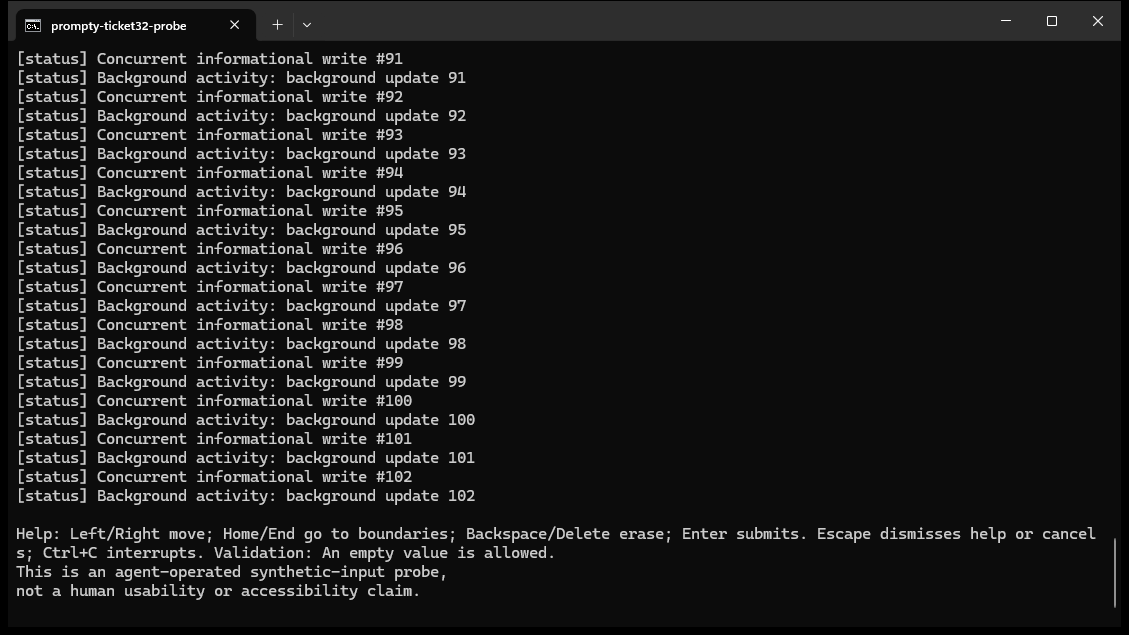 prompty-ticket32-probe
[status] Concurrent informational write #91
[status] Background activity: background update 91
[status] Concurrent informational write #92
[status] Background activity: background update 92
[status] Concurrent informational write #93
[status] Background activity: background update 93
[status] Concurrent informational write #94
[status] Background activity: background update 94
[status] Concurrent informational write #95
[status] Background activity: background update 95
[status] Concurrent informational write #96
[status] Background activity: background update 96
[status] Concurrent informational write #97
[status] Background activity: background update 97
[status] Concurrent informational write #98
[status] Background activity: background update 98
[status] Concurrent informational write #99
[status] Background activity: background update 99
[status] Concurrent informational write #100
[status] Background activity: background update 100
[status] Concurrent informational write #101
[status] Background activity: background update 101
[status] Concurrent informational write #102
[status] Background activity: background update 102
Help: Left/Right move; Home/End go to boundaries; Backspace/Delete erase; Enter submits. Escape dismisses help or cancel
s; Ctrl+C interrupts. Validation: An empty value is allowed.
This is an agent-operated synthetic-input probe,
not a human usability or accessibility claim.